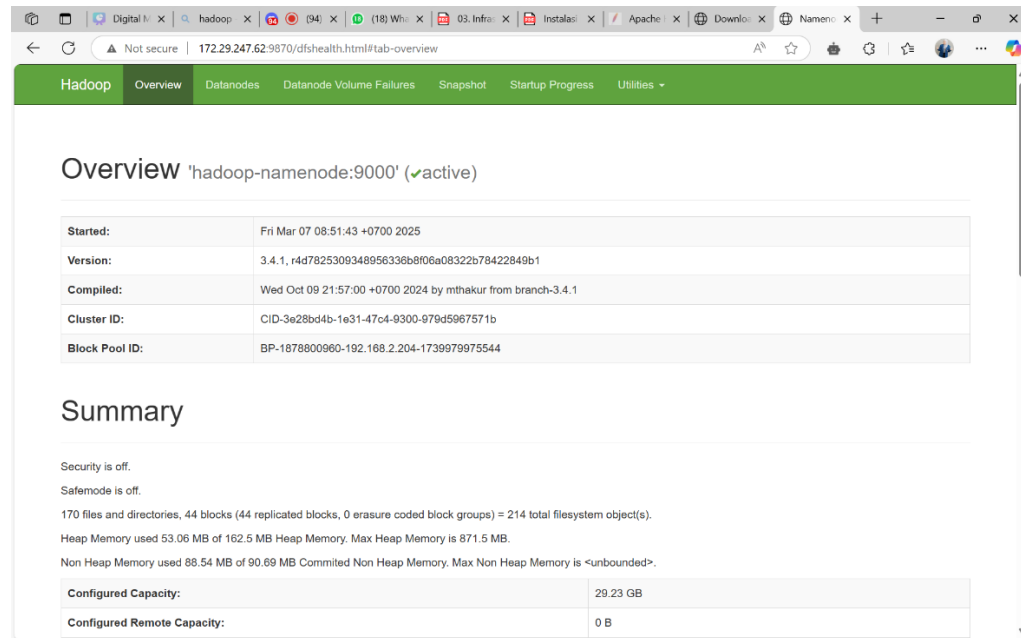 Digital M
hadoop
(94)
(18) Wha
03. Infra
Instalasi
Apache
Downloa
Nameno
Not secure 172.29.247.62:9870/dfshealth.html#tab-overview
Hadoop Overview Datanodes Datanode Volume Failures Snapshot Startup Progress Utilities
Overview 'hadoop-namenode:9000' (✔active)
Started: Fri Mar 07 08:51:43 +0700 2025
Version: 3.4.1, r4d7825309348956336b8f06a08322b78422849b1
Compiled: Wed Oct 09 21:57:00 +0700 2024 by mthakur from branch-3.4.1
Cluster ID: CID-3e28bd4b-1e31-47c4-9300-979d5967571b
Block Pool ID: BP-1878800960-192.168.2.204-1739979975544
Summary
Security is off.
Safemode is off.
170 files and directories, 44 blocks (44 replicated blocks, 0 erasure coded block groups) = 214 total filesystem object(s).
Heap Memory used 53.06 MB of 162.5 MB Heap Memory. Max Heap Memory is 871.5 MB.
Non Heap Memory used 88.54 MB of 90.69 MB Commited Non Heap Memory. Max Non Heap Memory is <unbounded>.
Configured Capacity: 29.23 GB
Configured Remote Capacity: 0 B